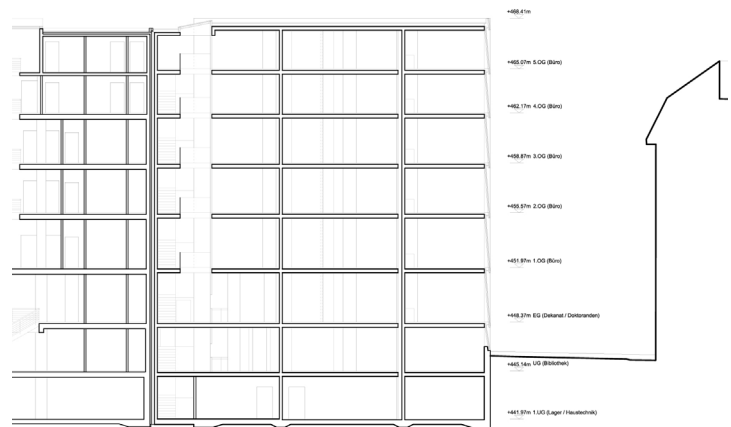 +468.41m
+465.07m 5.OG (Büro)
+462.17m 4.OG (Büro)
+458.87m 3.OG (Büro)
+455.57m 2.OG (Büro)
+451.97m 1.OG (Büro)
+448.37m EG (Dekanat / Doktoranden)
+445.14m UG (Bibliothek)
+441.97m 1.UG (Lager / Haustechnik)